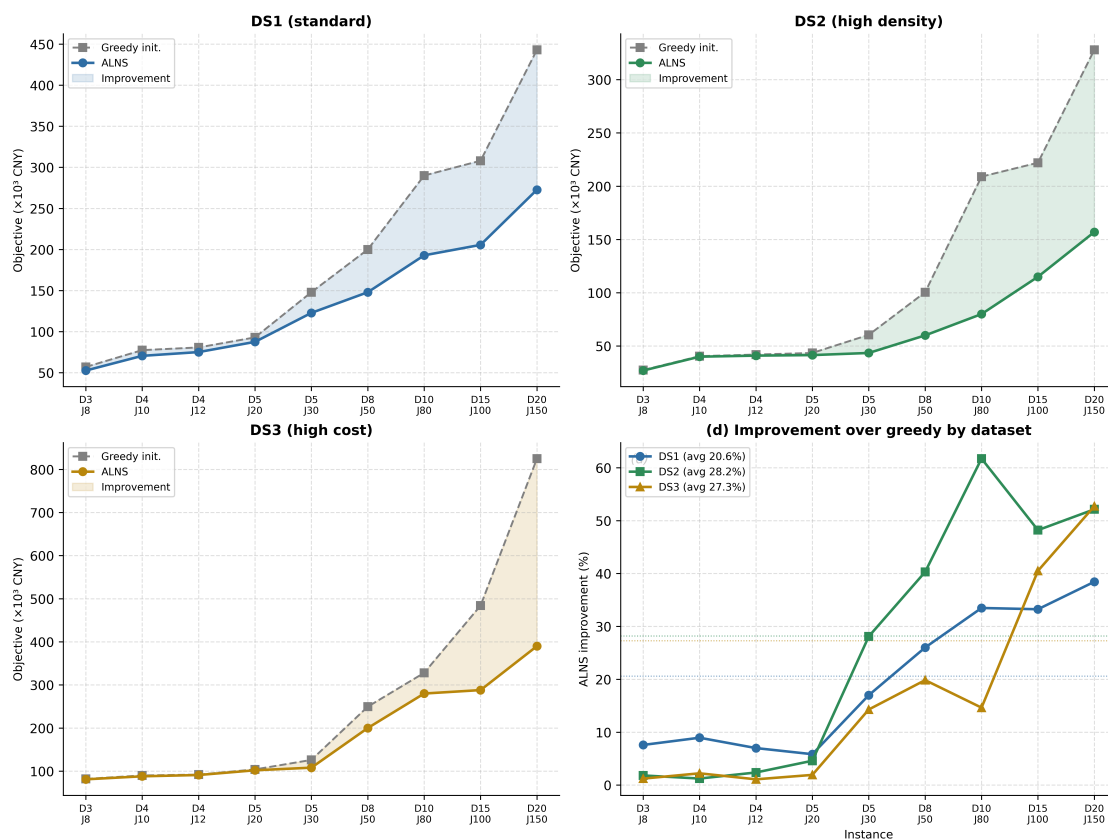 DS1 (standard)
Objective (×10³ CNY)
450
400
350
300
250
200
150
100
50
Greedy init.
ALNS
Improvement
D3 D4 D4 D5 D5 D8 D10 D15 D20
J8 J10 J12 J20 J30 J50 J80 J100 J150
DS2 (high density)
Objective (×10³ CNY)
300
250
200
150
100
50
Greedy init.
ALNS
Improvement
D3 D4 D4 D5 D5 D8 D10 D15 D20
J8 J10 J12 J20 J30 J50 J80 J100 J150
DS3 (high cost)
Objective (×10³ CNY)
800
700
600
500
400
300
200
100
Greedy init.
ALNS
Improvement
D3 D4 D4 D5 D5 D8 D10 D15 D20
J8 J10 J12 J20 J30 J50 J80 J100 J150
(d) Improvement over greedy by dataset
ALNS improvement (%)
60
50
40
30
20
10
0
DS1 (avg 20.6%)
DS2 (avg 28.2%)
DS3 (avg 27.3%)
D3 D4 D4 D5 D5 D8 D10 D15 D20
J8 J10 J12 J20 J30 J50 J80 J100 J150
Instance